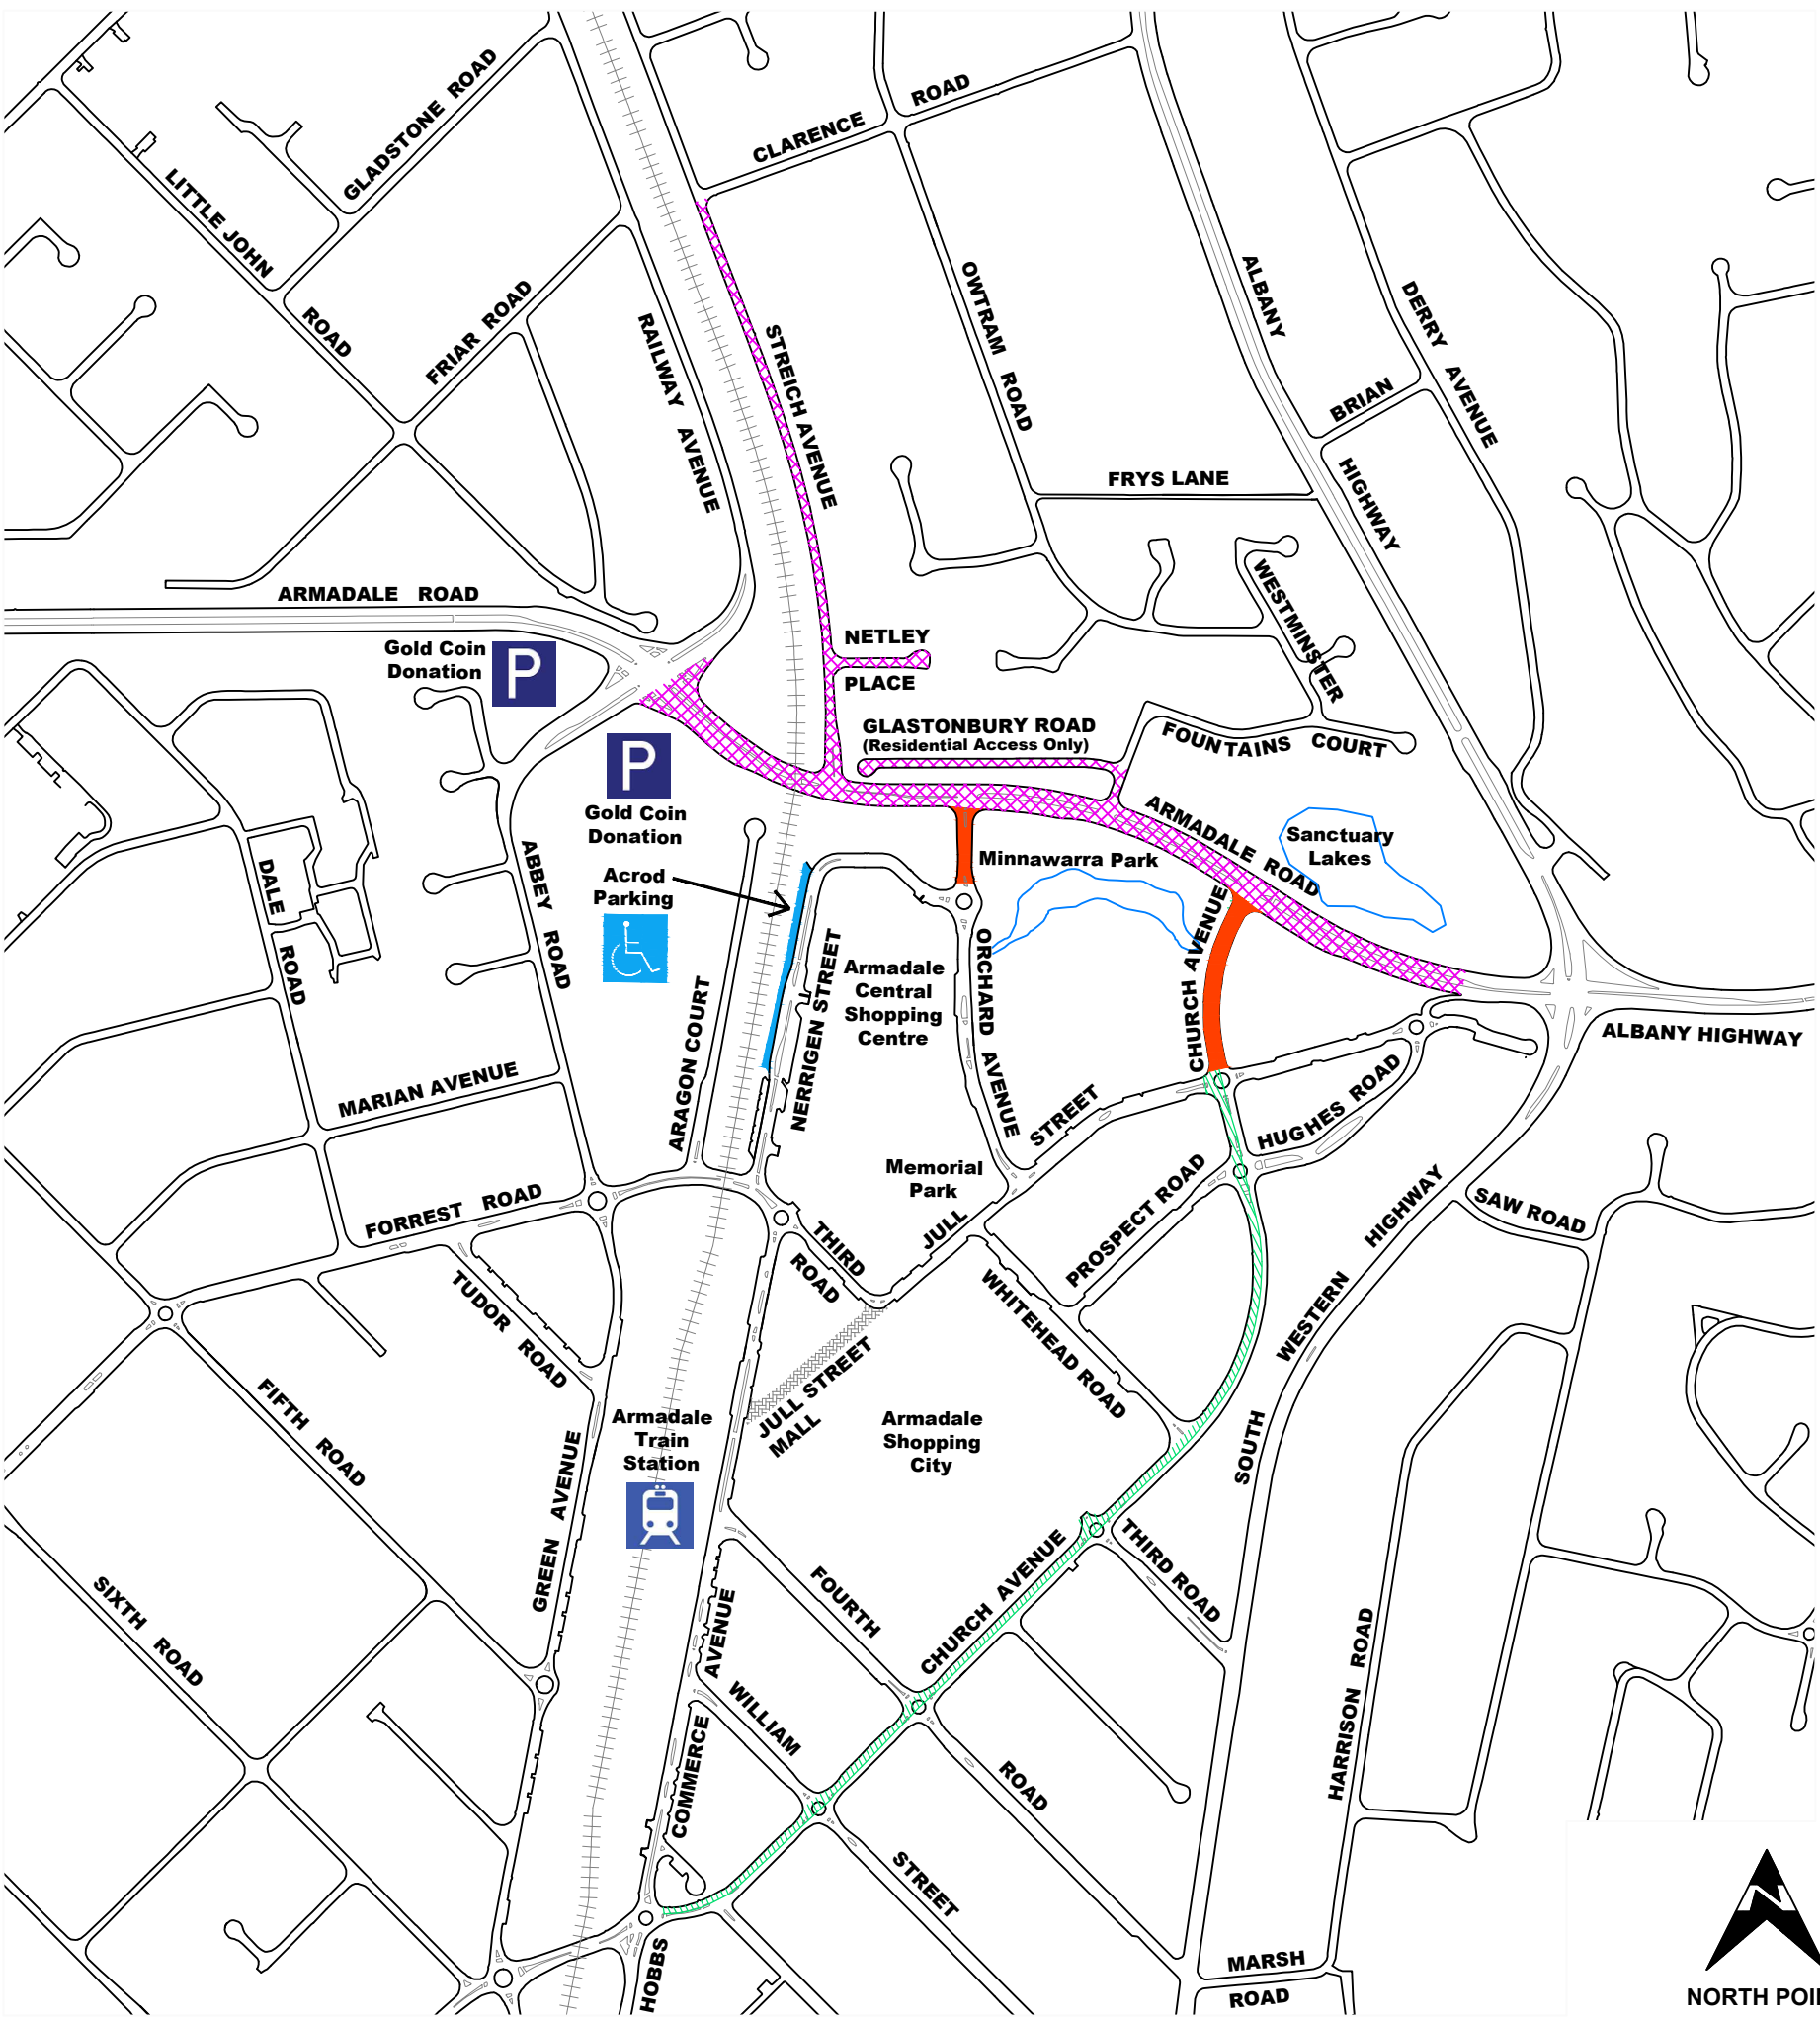 GLADSTONE ROAD
CLARENCE ROAD
LITTLE JOHN ROAD
FRIAR ROAD
RAILWAY AVENUE
STREICH AVENUE
OWTRAM ROAD
ALBANY HIGHWAY
DERRY AVENUE
BRIAN
FRYS LANE
WESTMINSTER
ARMADALE ROAD
Gold Coin
Donation
P
NETLEY
PLACE
GLASTONBURY ROAD
(Residential Access Only)
FOUNTAINS COURT
P
Gold Coin
Donation
ARMADALE ROAD
Sanctuary
Lakes
Minnawarra Park
Acrod
Parking
DALE ROAD
ABBEY ROAD
ARAGON COURT
NERRIGEN STREET
Armadale
Central
Shopping
Centre
ORCHARD AVENUE
CHURCH AVENUE
ALBANY HIGHWAY
MARIAN AVENUE
HUGHES ROAD
JULL STREET
Memorial
Park
PROSPECT ROAD
FORREST ROAD
THIRD ROAD
SAW ROAD
SOUTH WESTERN HIGHWAY
TUDOR ROAD
WHITEHEAD ROAD
JULL STREET
MALL
FIFTH ROAD
Armadale
Train
Station
Armadale
Shopping
City
GREEN AVENUE
SIXTH ROAD
FOURTH ROAD
CHURCH AVENUE
THIRD ROAD
COMMERCE AVENUE
WILLIAM STREET
HARRISON ROAD
HOBBS
MARSH
ROAD
N
NORTH POI